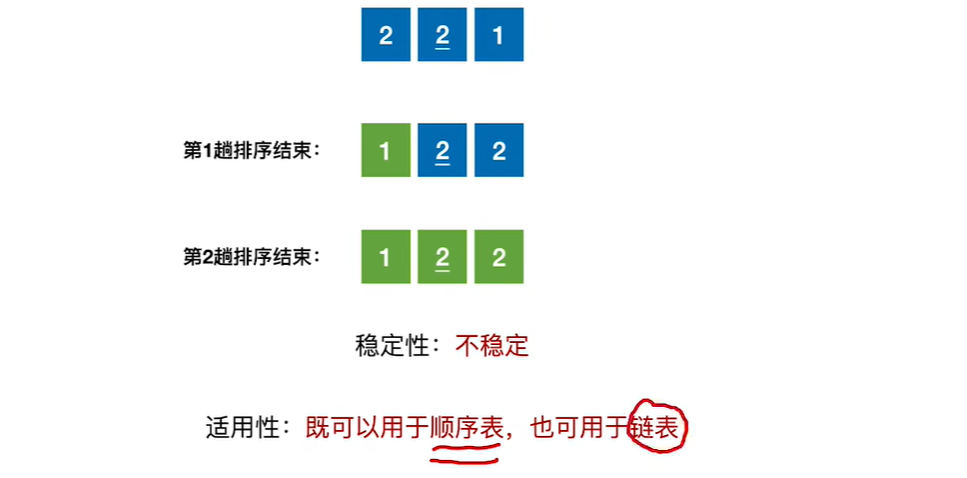 2 2 1
第1趟排序结束： 1 2 2
第2趟排序结束： 1 2 2
稳定性：不稳定
适用性：既可以用于顺序表，也可用于链表